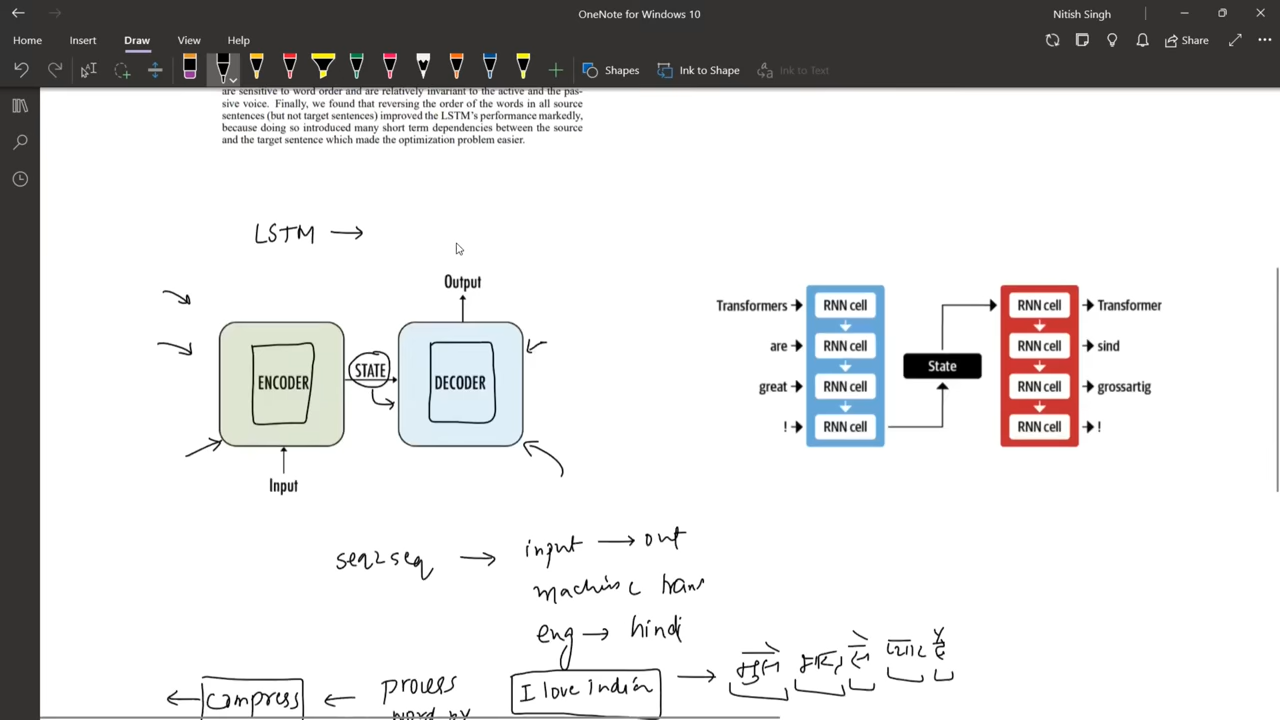 OneNote for Windows 10
Nitish Singh
Home Insert Draw View Help
Share
Shapes
Ink to Shape
Ink to Text
are sensitive to word order and are relatively invariant to the active and the pas-
sive voice. Finally, we found that reversing the order of the words in all source
sentences (but not target sentences) improved the LSTM's performance markedly,
because doing so introduced many short term dependencies between the source
and the target sentence which made the optimization problem easier.
LSTM →
Output
ENCODER
STATE
DECODER
Input
Transformers → RNN cell
are → RNN cell
great → RNN cell
! → RNN cell
State
RNN cell → Transformer
RNN cell → sind
RNN cell → grossartig
RNN cell → !
seq2seq → input → out
machine trans
eng → hindi
I love India →
← compress ← process
word by